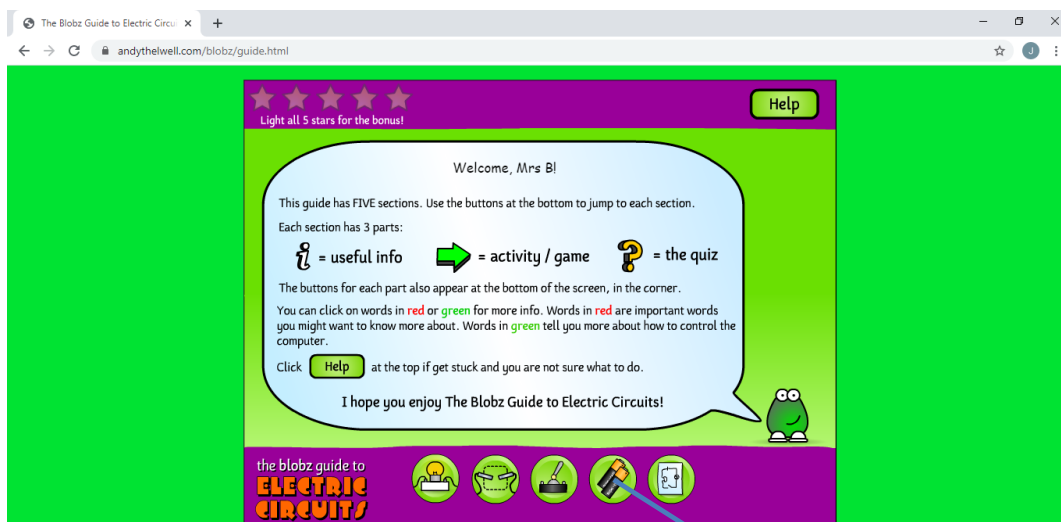 The Blobz Guide to Electric Circui
andythelwell.com/blobz/guide.html
J
Light all 5 stars for the bonus!
Help
Welcome, Mrs B!
This guide has FIVE sections. Use the buttons at the bottom to jump to each section.
Each section has 3 parts:
i = useful info = activity / game ? = the quiz
The buttons for each part also appear at the bottom of the screen, in the corner.
You can click on words in red or green for more info. Words in red are important words
you might want to know more about. Words in green tell you more about how to control the
computer.
Click Help at the top if get stuck and you are not sure what to do.
I hope you enjoy The Blobz Guide to Electric Circuits!
the blobz guide to
ELECTRIC
CIRCUITS